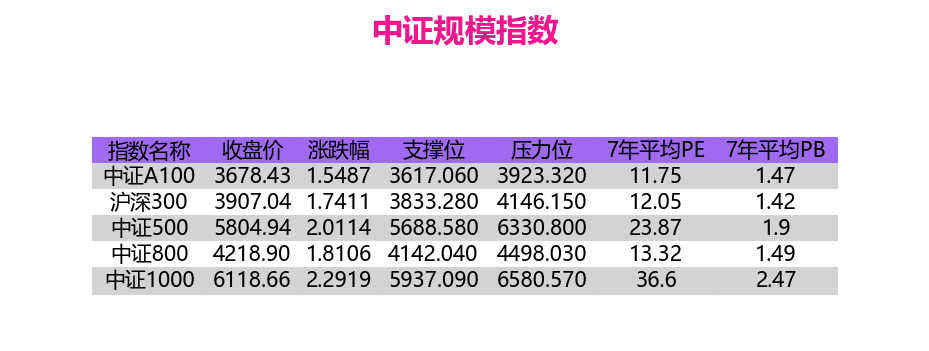 中证规模指数
指数名称 收盘价 涨跌幅 支撑位 压力位 7年平均PE 7年平均PB
中证A100 3678.43 1.5487 3617.060 3923.320 11.75 1.47
沪深300 3907.04 1.7411 3833.280 4146.150 12.05 1.42
中证500 5804.94 2.0114 5688.580 6330.800 23.87 1.9
中证800 4218.90 1.8106 4142.040 4498.030 13.32 1.49
中证1000 6118.66 2.2919 5937.090 6580.570 36.6 2.47